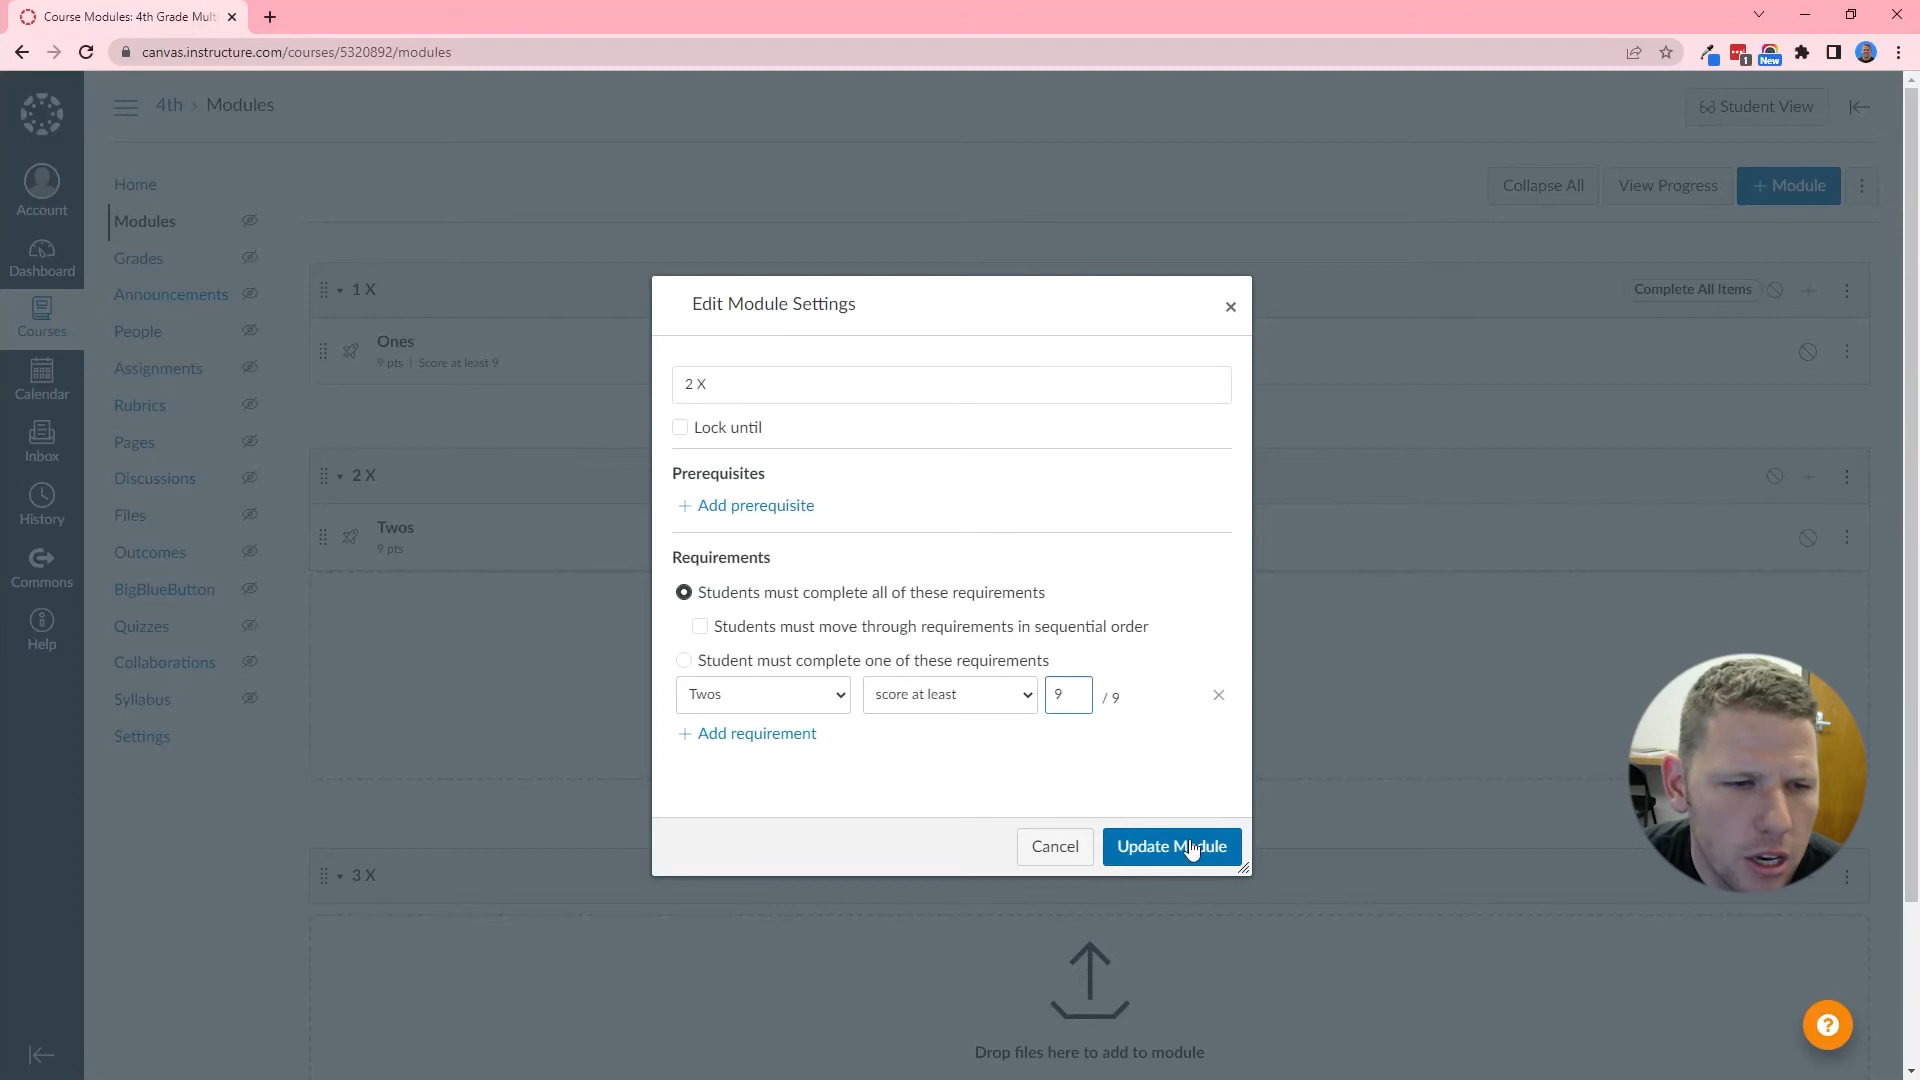 Course Modules: 4th Grade Mult
canvas.instructure.com/courses/5320892/modules
1
New
4th › Modules
Student View
Account
Dashboard
Courses
Calendar
Inbox
History
Commons
Help
Home
Modules
Grades
Announcements
People
Assignments
Rubrics
Pages
Discussions
Files
Outcomes
BigBlueButton
Quizzes
Collaborations
Syllabus
Settings
Collapse All
View Progress
+ Module
1 X
Complete All Items
Ones
9 pts | Score at least 9
2 X
Twos
9 pts
3 X
Drop files here to add to module
Edit Module Settings
2 X
Lock until
Prerequisites
+ Add prerequisite
Requirements
Students must complete all of these requirements
Students must move through requirements in sequential order
Student must complete one of these requirements
Twos score at least 9 / 9
+ Add requirement
Cancel
Update Module